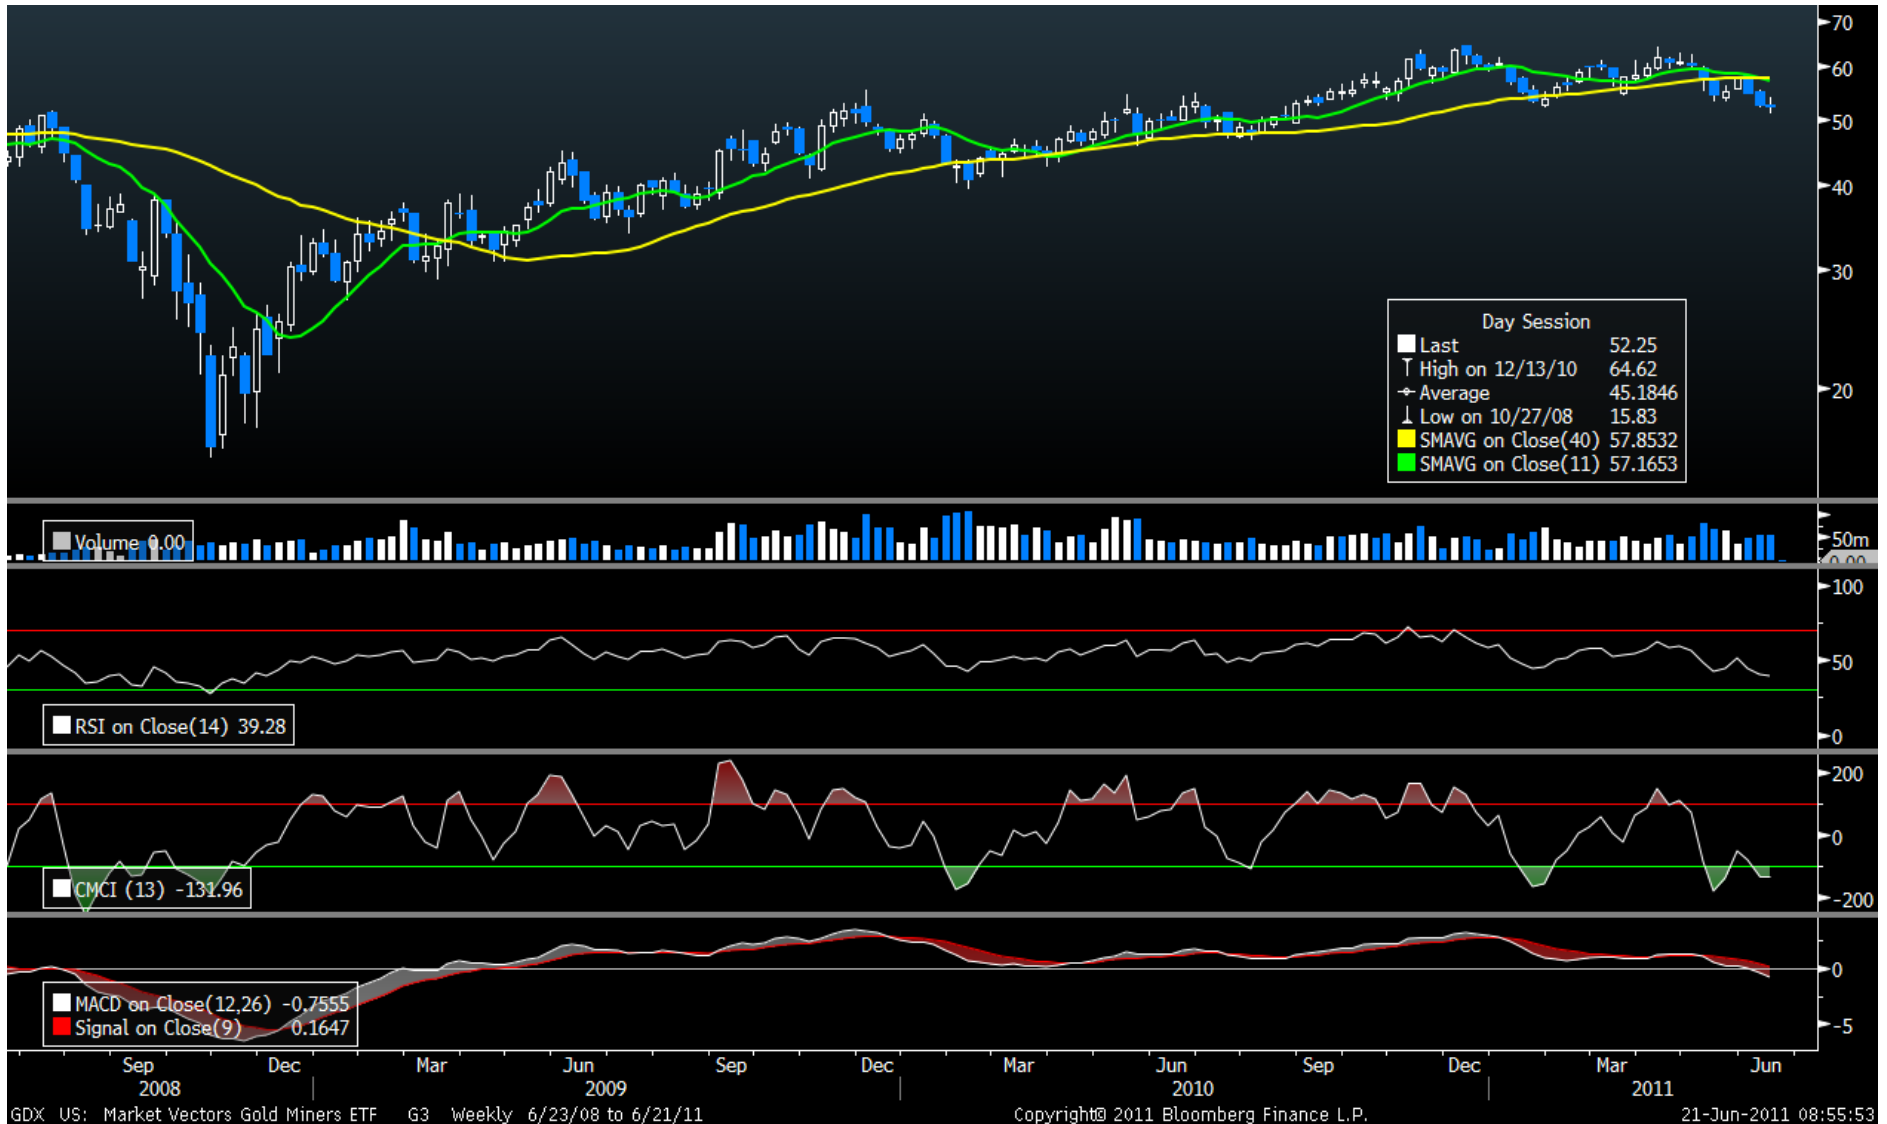 70
60
50
40
30
20
Day Session
Last 52.25
High on 12/13/10 64.62
Average 45.1846
Low on 10/27/08 15.83
SMAVG on Close(40) 57.8532
SMAVG on Close(11) 57.1653
Volume 0.00
50m
0.00
100
50
0
RSI on Close(14) 39.28
200
0
-200
CMCI (13) -131.96
0
-5
MACD on Close(12,26) -0.7555
Signal on Close(9) 0.1647
Sep Dec Mar Jun Sep Dec Mar Jun Sep Dec Mar Jun
2008 2009 2010 2011
GDX US: Market Vectors Gold Miners ETF G3 Weekly 6/23/08 to 6/21/11 Copyright© 2011 Bloomberg Finance L.P. 21-Jun-2011 08:55:53